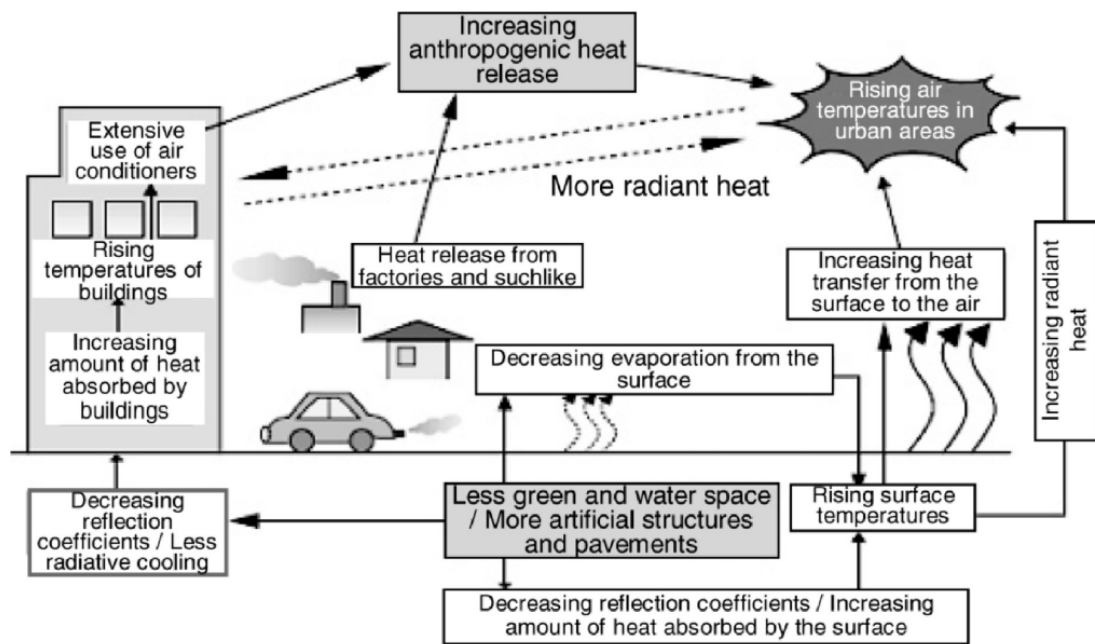 Increasing
anthropogenic heat
release
Rising air
temperatures in
urban areas
Extensive
use of air
conditioners
More radiant heat
Rising
temperatures of
buildings
Heat release from
factories and suchlike
Increasing heat
transfer from the
surface to the air
Increasing radiant
heat
Increasing
amount of heat
absorbed by
buildings
Decreasing evaporation from the
surface
Decreasing
reflection
coefficients / Less
radiative cooling
Less green and water space
/ More artificial structures
and pavements
Rising surface
temperatures
Decreasing reflection coefficients / Increasing
amount of heat absorbed by the surface